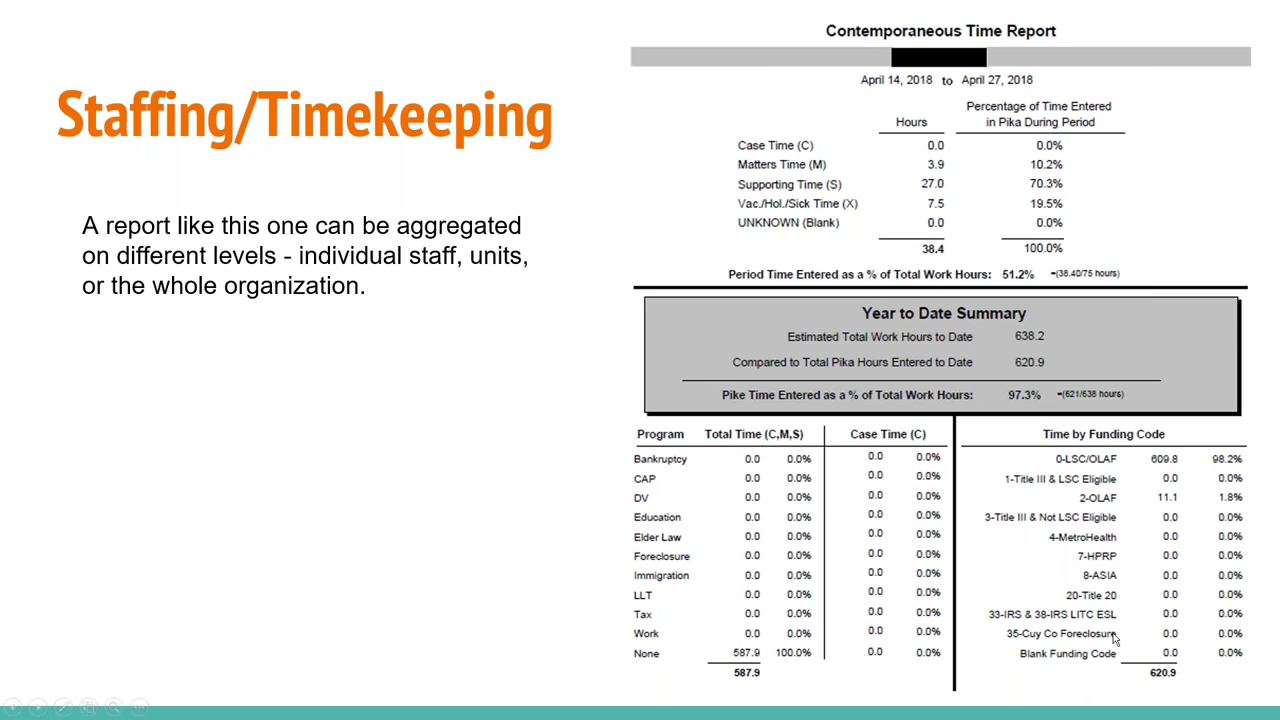 Staffing/Timekeeping
A report like this one can be aggregated
on different levels - individual staff, units,
or the whole organization.
Contemporaneous Time Report
April 14, 2018 to April 27, 2018
Hours
Percentage of Time Entered
in Pika During Period
Case Time (C) 0.0 0.0%
Matters Time (M) 3.9 10.2%
Supporting Time (S) 27.0 70.3%
Vac./Hol./Sick Time (X) 7.5 19.5%
UNKNOWN (Blank) 0.0 0.0%
38.4 100.0%
Period Time Entered as a % of Total Work Hours: 51.2% =(38.40/75 hours)
Year to Date Summary
Estimated Total Work Hours to Date 638.2
Compared to Total Pika Hours Entered to Date 620.9
Pike Time Entered as a % of Total Work Hours: 97.3% =(621/638 hours)
Program Total Time (C,M,S) Case Time (C)
Bankruptcy 0.0 0.0% 0.0 0.0%
CAP 0.0 0.0% 0.0 0.0%
DV 0.0 0.0% 0.0 0.0%
Education 0.0 0.0% 0.0 0.0%
Elder Law 0.0 0.0% 0.0 0.0%
Foreclosure 0.0 0.0% 0.0 0.0%
Immigration 0.0 0.0% 0.0 0.0%
LLT 0.0 0.0% 0.0 0.0%
Tax 0.0 0.0% 0.0 0.0%
Work 0.0 0.0% 0.0 0.0%
None 587.9 100.0% 0.0 0.0%
587.9
Time by Funding Code
0-LSC/OLAF 609.8 98.2%
1-Title III & LSC Eligible 0.0 0.0%
2-OLAF 11.1 1.8%
3-Title III & Not LSC Eligible 0.0 0.0%
4-MetroHealth 0.0 0.0%
7-HPRP 0.0 0.0%
8-ASIA 0.0 0.0%
20-Title 20 0.0 0.0%
33-IRS & 38-IRS LITC ESL 0.0 0.0%
35-Cuy Co Foreclosure 0.0 0.0%
Blank Funding Code 0.0 0.0%
620.9